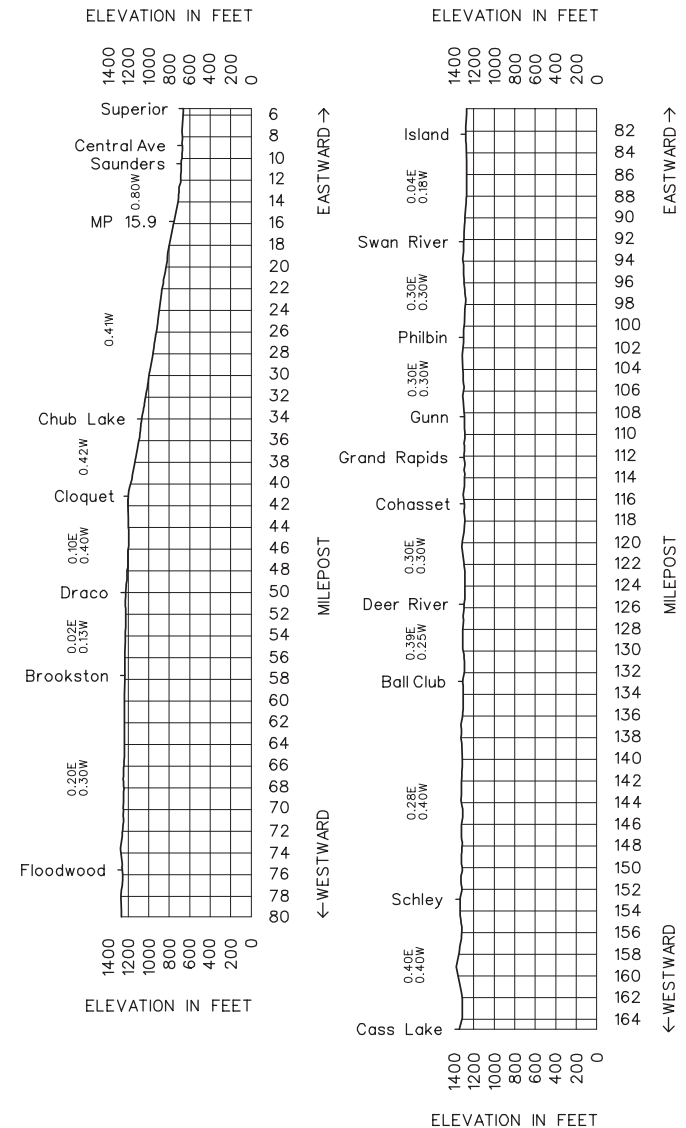 ELEVATION IN FEET
1400
1200
1000
800
600
400
200
0
Superior
Central Ave
Saunders
0.80W
MP 15.9
0.41W
Chub Lake
0.42W
Cloquet
0.10E
0.40W
Draco
0.02E
0.13W
Brookston
0.20E
0.30W
Floodwood
6
8
10
12
14
16
18
20
22
24
26
28
30
32
34
36
38
40
42
44
46
48
50
52
54
56
58
60
62
64
66
68
70
72
74
76
78
80
EASTWARD →
MILEPOST
← WESTWARD
1400
1200
1000
800
600
400
200
0
ELEVATION IN FEET
ELEVATION IN FEET
1400
1200
1000
800
600
400
200
0
Island
0.04E
0.18W
Swan River
0.30E
0.30W
Philbin
0.30E
0.30W
Gunn
Grand Rapids
Cohasset
0.30E
0.30W
Deer River
0.39E
0.25W
Ball Club
0.28E
0.40W
Schley
0.40E
0.40W
Cass Lake
82
84
86
88
90
92
94
96
98
100
102
104
106
108
110
112
114
116
118
120
122
124
126
128
130
132
134
136
138
140
142
144
146
148
150
152
154
156
158
160
162
164
EASTWARD →
MILEPOST
← WESTWARD
1400
1200
1000
800
600
400
200
0
ELEVATION IN FEET